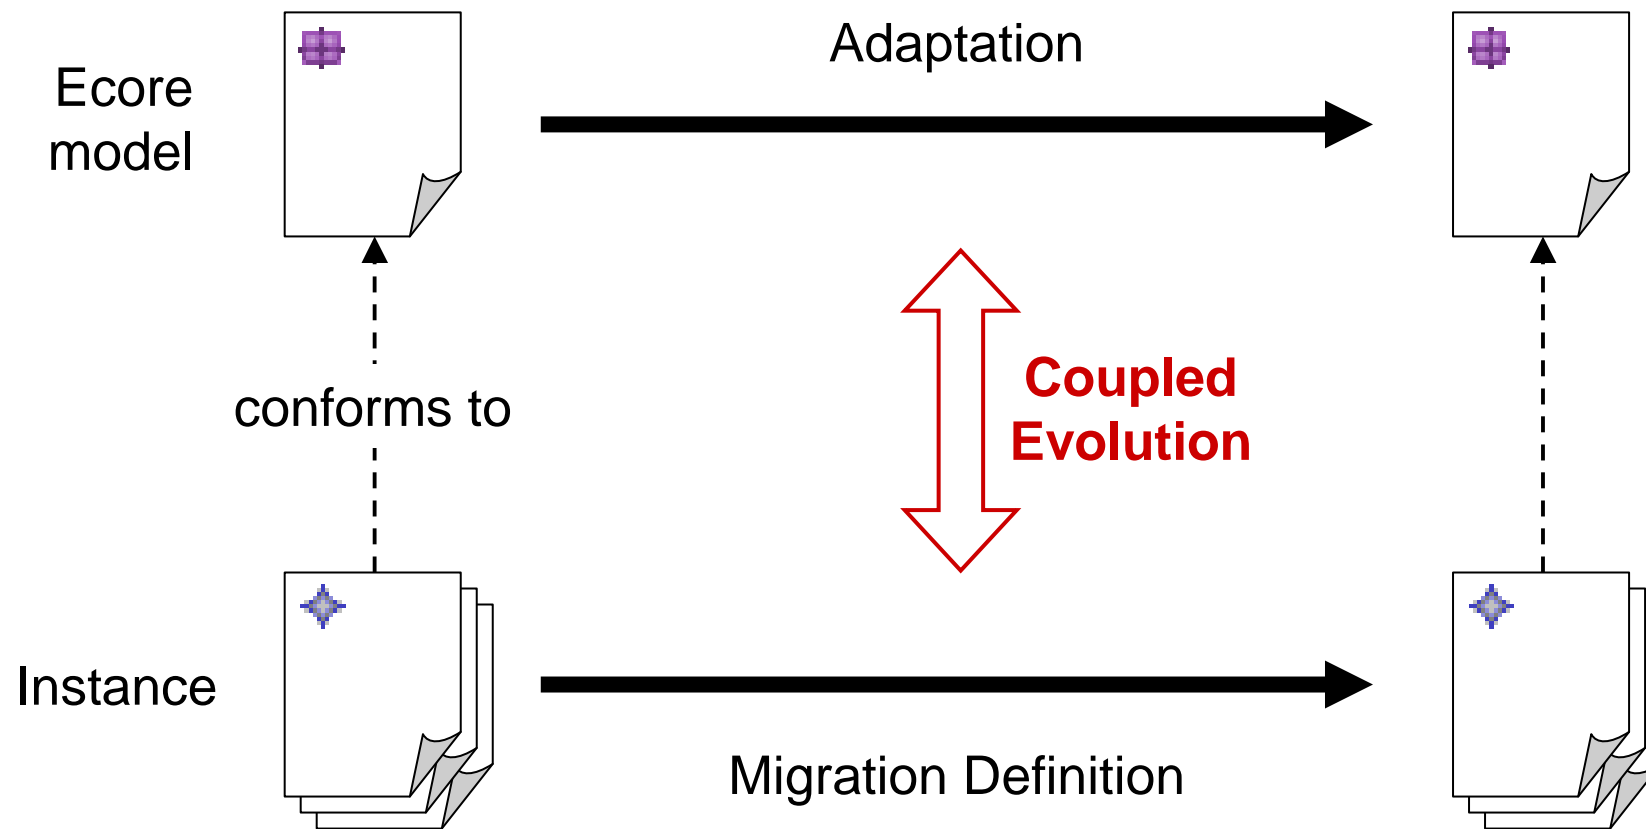 Adaptation
Ecore
model
conforms to
Coupled
Evolution
Instance
Migration Definition